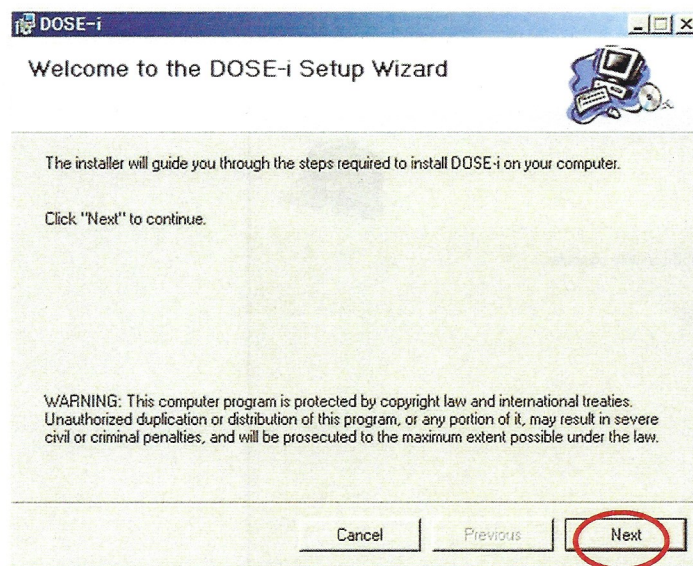 DOSE-i
Welcome to the DOSE-i Setup Wizard
The installer will guide you through the steps required to install DOSE-i on your computer.
Click "Next" to continue.
WARNING: This computer program is protected by copyright law and international treaties.
Unauthorized duplication or distribution of this program, or any portion of it, may result in severe
civil or criminal penalties, and will be prosecuted to the maximum extent possible under the law.
Cancel
Previous
Next